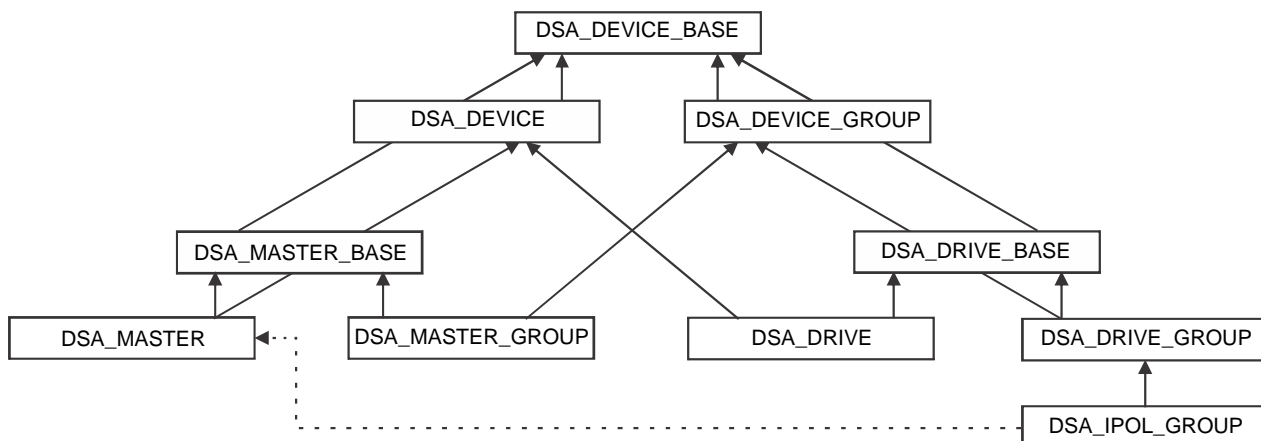 DSA_DEVICE_BASE
DSA_DEVICE
DSA_DEVICE_GROUP
DSA_MASTER_BASE
DSA_DRIVE_BASE
DSA_MASTER
DSA_MASTER_GROUP
DSA_DRIVE
DSA_DRIVE_GROUP
DSA_IPOL_GROUP